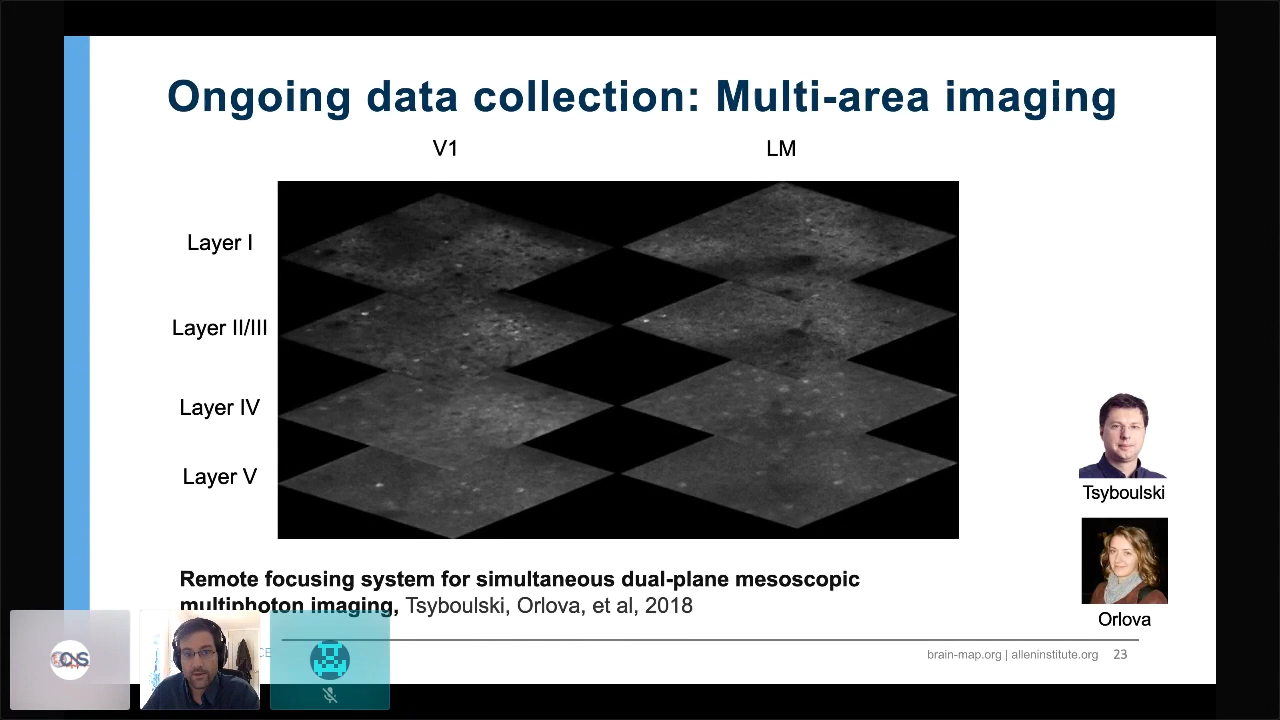 Ongoing data collection: Multi-area imaging
V1
LM
Layer I
Layer II/III
Layer IV
Layer V
Tsyboulski
Orlova
Remote focusing system for simultaneous dual-plane mesoscopic
multiphoton imaging, Tsyboulski, Orlova, et al, 2018
brain-map.org | alleninstitute.org 23